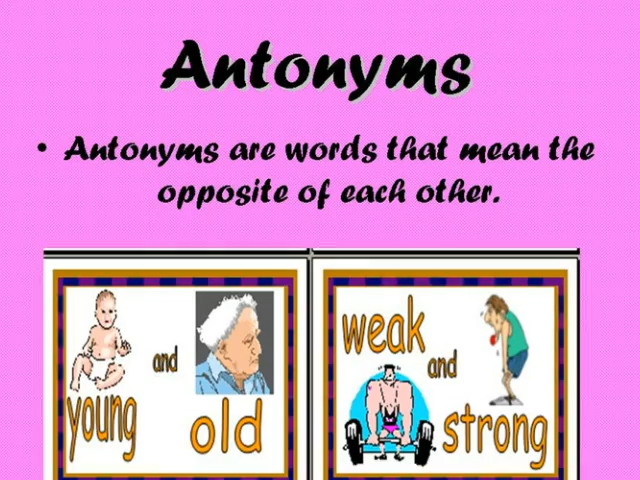 Antonyms
• Antonyms are words that mean the
opposite of each other.
and
young
old
weak
and
strong